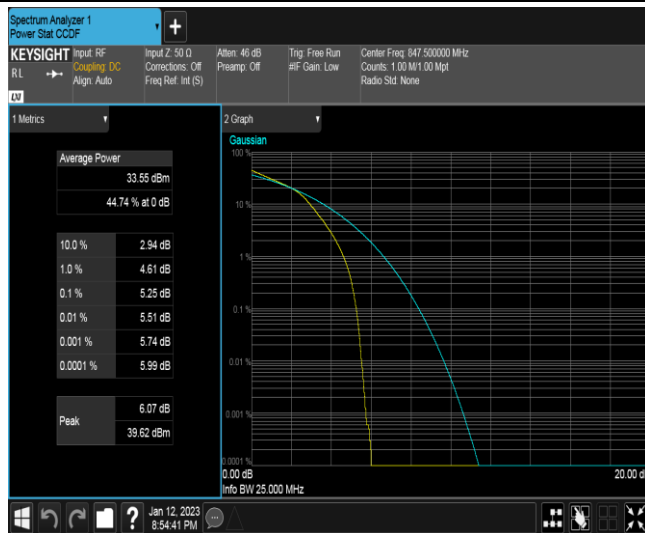 Spectrum Analyzer 1
Power Stat CCDF
+
KEYSIGHT
RL
Input: RF
Coupling: DC
Align: Auto
Input Z: 50 Ω
Corrections: Off
Freq Ref: Int (S)
Atten: 46 dB
Preamp: Off
Trig: Free Run
#IF Gain: Low
Center Freq: 847.500000 MHz
Counts: 1.00 M/1.00 Mpt
Radio Std: None
1 Metrics
Average Power
33.55 dBm
44.74 % at 0 dB
10.0 % 2.94 dB
1.0 % 4.61 dB
0.1 % 5.25 dB
0.01 % 5.51 dB
0.001 % 5.74 dB
0.0001 % 5.99 dB
Peak 6.07 dB
39.62 dBm
2 Graph
Gaussian
100 %
10 %
1 %
0.1 %
0.01 %
0.001 %
0.0001 %
0.00 dB
20.00 d
Info BW 25.000 MHz
?
Jan 12, 2023
8:54:41 PM